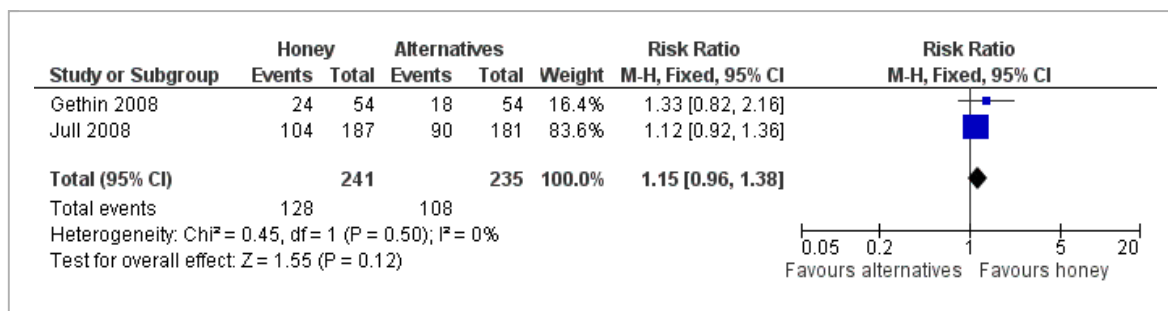 Honey Alternatives Risk Ratio Risk Ratio
Study or Subgroup Events Total Events Total Weight M-H, Fixed, 95% CI M-H, Fixed, 95% CI
Gethin 2008 24 54 18 54 16.4% 1.33 [0.82, 2.16]
Jull 2008 104 187 90 181 83.6% 1.12 [0.92, 1.36]
Total (95% CI) 241 235 100.0% 1.15 [0.96, 1.38]
Total events 128 108
Heterogeneity: Chi² = 0.45, df = 1 (P = 0.50); I² = 0%
Test for overall effect: Z = 1.55 (P = 0.12)
0.05 0.2 1 5 20
Favours alternatives Favours honey